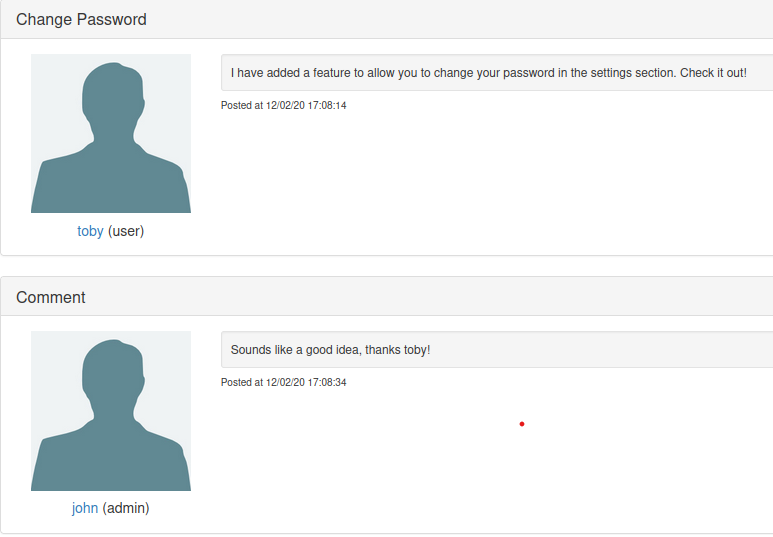 Change Password
I have added a feature to allow you to change your password in the settings section. Check it out!
Posted at 12/02/20 17:08:14
toby (user)
Comment
Sounds like a good idea, thanks toby!
Posted at 12/02/20 17:08:34
john (admin)